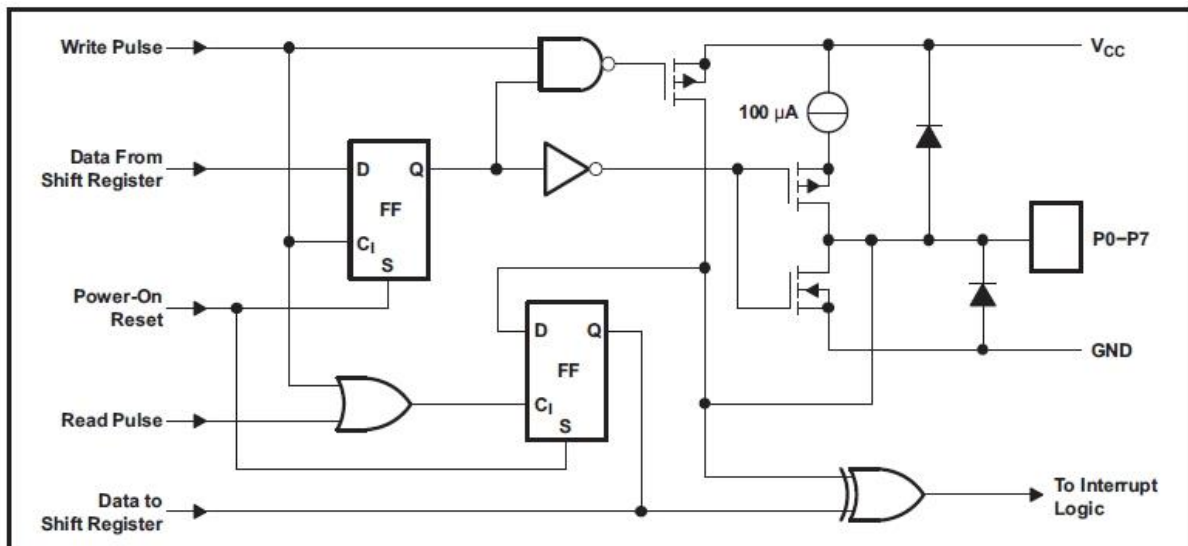 Write Pulse
VCC
100 µA
Data From
Shift Register
D
Q
FF
CI
S
P0–P7
Power-On
Reset
D
Q
FF
GND
CI
S
Read Pulse
Data to
Shift Register
To Interrupt
Logic